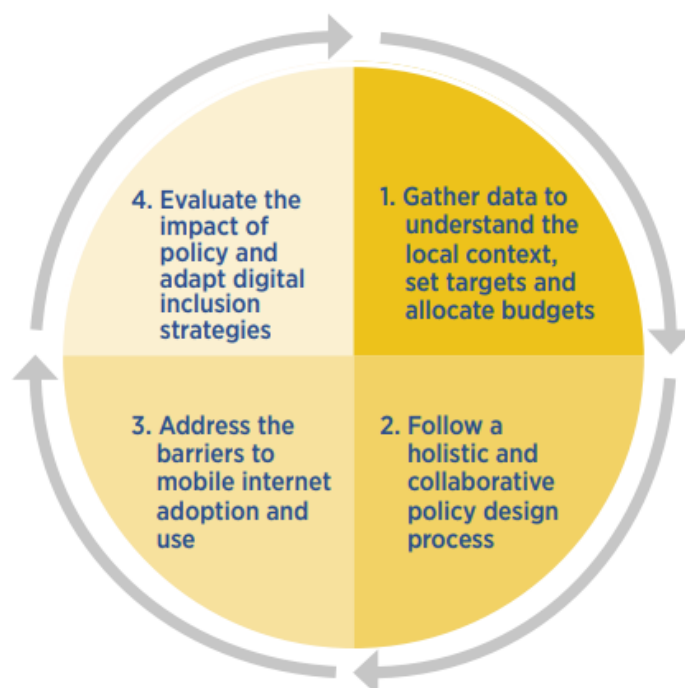 1. Gather data to
understand the
local context,
set targets and
allocate budgets
2. Follow a
holistic and
collaborative
policy design
process
3. Address the
barriers to
mobile internet
adoption and
use
4. Evaluate the
impact of
policy and
adapt digital
inclusion
strategies